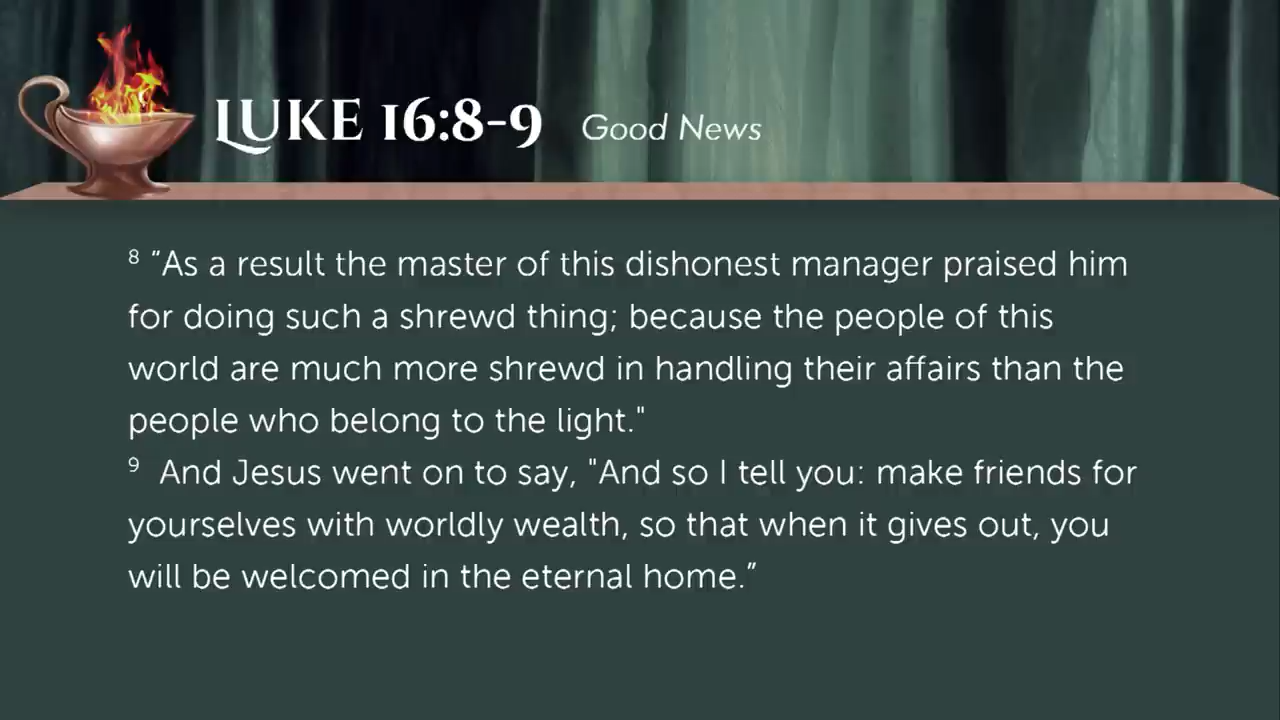 LUKE 16:8-9 Good News
⁸ “As a result the master of this dishonest manager praised him
for doing such a shrewd thing; because the people of this
world are much more shrewd in handling their affairs than the
people who belong to the light."
⁹ And Jesus went on to say, "And so I tell you: make friends for
yourselves with worldly wealth, so that when it gives out, you
will be welcomed in the eternal home.”